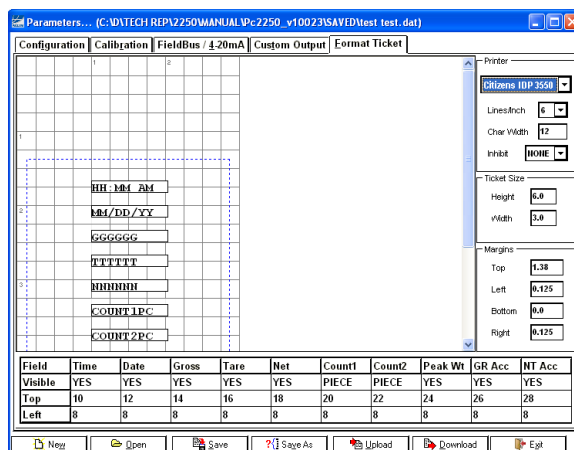 Parameters... (C:\D\TECH REP\2250\MANUAL\Pc2250_v10023\SAVED\test test.dat)
Configuration Calibration FieldBus / 4-20mA Custom Output Format Ticket
1 2
1
HH:MM AM
2 MM/DD/YY
GGGGGG
TTTTTT
3 NNNNNN
COUNT1PC
COUNT2PC
Printer
Citizens IDP 3550
Lines/Inch 6
Char Width 12
Inhibit NONE
Ticket Size
Height 6.0
Width 3.0
Margins
Top 1.38
Left 0.125
Bottom 0.0
Right 0.125
Field Time Date Gross Tare Net Count1 Count2 Peak Wt GR Acc NT Acc
Visible YES YES YES YES YES PIECE PIECE YES YES YES
Top 10 12 14 16 18 20 22 24 26 28
Left 8 8 8 8 8 8 8 8 8 8
New Open Save Save As Upload Download Exit